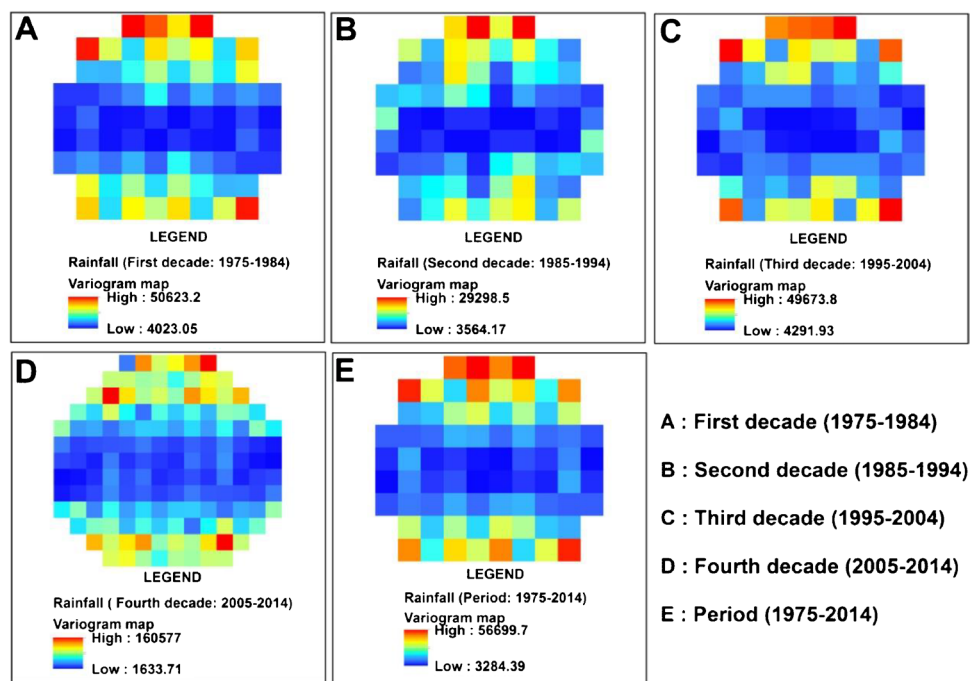 A
LEGEND
Rainfall (First decade: 1975-1984)
Variogram map
High : 50623.2
Low : 4023.05
B
LEGEND
Raifall (Second decade: 1985-1994)
Variogram map
High : 29298.5
Low : 3564.17
C
LEGEND
Rainfall (Third decade: 1995-2004)
Variogram map
High : 49673.8
Low : 4291.93
D
LEGEND
Rainfall ( Fourth decade: 2005-2014)
Variogram map
High : 160577
Low : 1633.71
E
LEGEND
Rainfall (Period: 1975-2014)
Variogram map
High : 56699.7
Low : 3284.39
A : First decade (1975-1984)
B : Second decade (1985-1994)
C : Third decade (1995-2004)
D : Fourth decade (2005-2014)
E : Period (1975-2014)